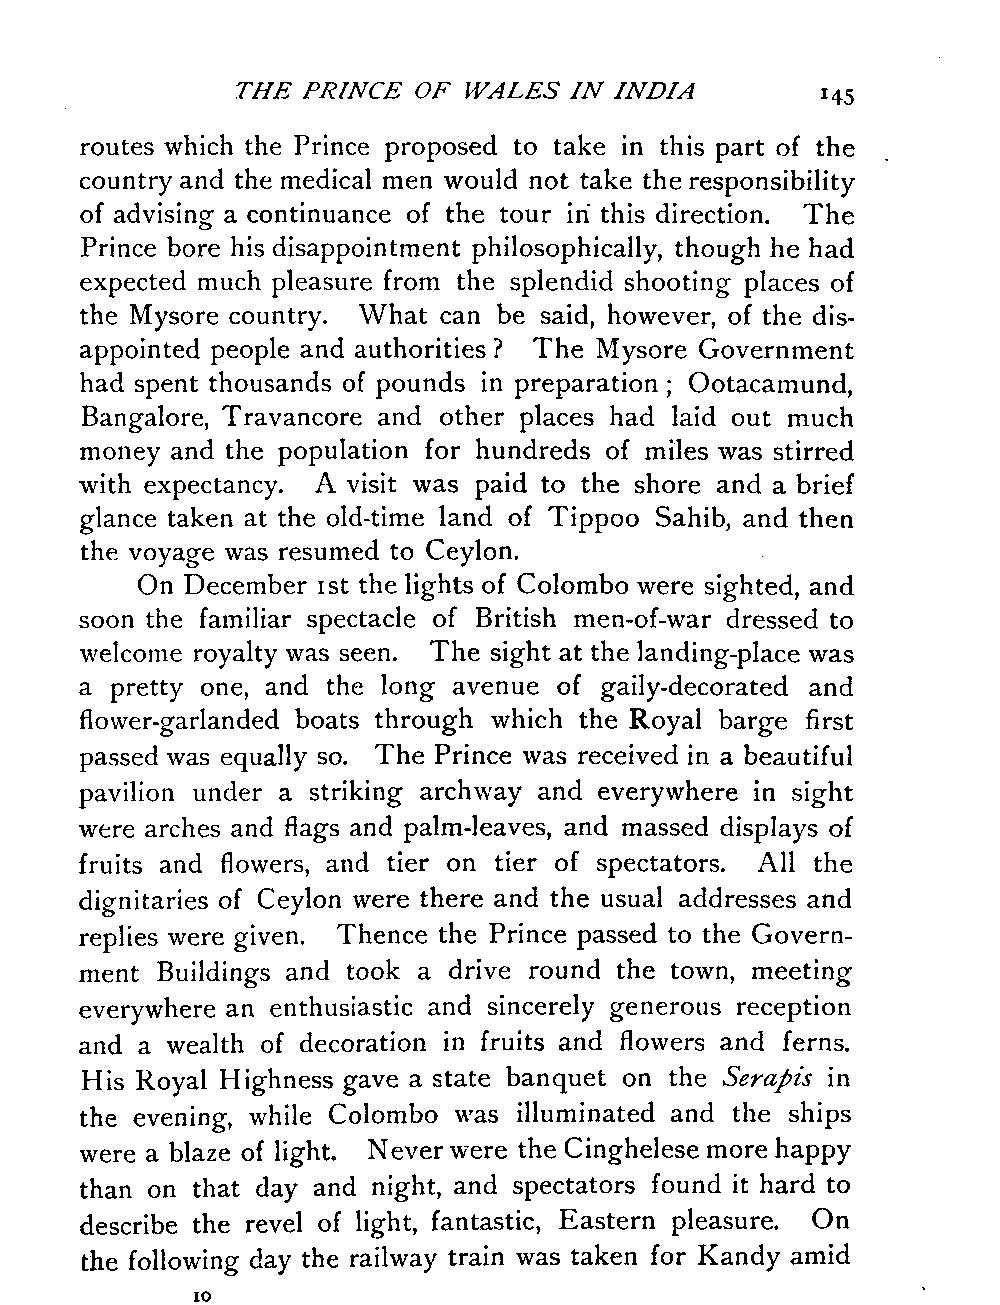 THE PRINCE OF WALES IN INDIA 145
routes which the Prince proposed to take in this part of the
country and the medical men would not take the responsibility
of advising a continuance of the tour in this direction. The
Prince bore his disappointment philosophically, though he had
expected much pleasure from the splendid shooting places of
the Mysore country. What can be said, however, of the dis-
appointed people and authorities? The Mysore Government
had spent thousands of pounds in preparation; Ootacamund,
Bangalore, Travancore and other places had laid out much
money and the population for hundreds of miles was stirred
with expectancy. A visit was paid to the shore and a brief
glance taken at the old-time land of Tippoo Sahib, and then
the voyage was resumed to Ceylon.
On December 1st the lights of Colombo were sighted, and
soon the familiar spectacle of British men-of-war dressed to
welcome royalty was seen. The sight at the landing-place was
a pretty one, and the long avenue of gaily-decorated and
flower-garlanded boats through which the Royal barge first
passed was equally so. The Prince was received in a beautiful
pavilion under a striking archway and everywhere in sight
were arches and flags and palm-leaves, and massed displays of
fruits and flowers, and tier on tier of spectators. All the
dignitaries of Ceylon were there and the usual addresses and
replies were given. Thence the Prince passed to the Govern-
ment Buildings and took a drive round the town, meeting
everywhere an enthusiastic and sincerely generous reception
and a wealth of decoration in fruits and flowers and ferns.
His Royal Highness gave a state banquet on the Serapis in
the evening, while Colombo was illuminated and the ships
were a blaze of light. Never were the Cinghelese more happy
than on that day and night, and spectators found it hard to
describe the revel of light, fantastic, Eastern pleasure. On
the following day the railway train was taken for Kandy amid
10